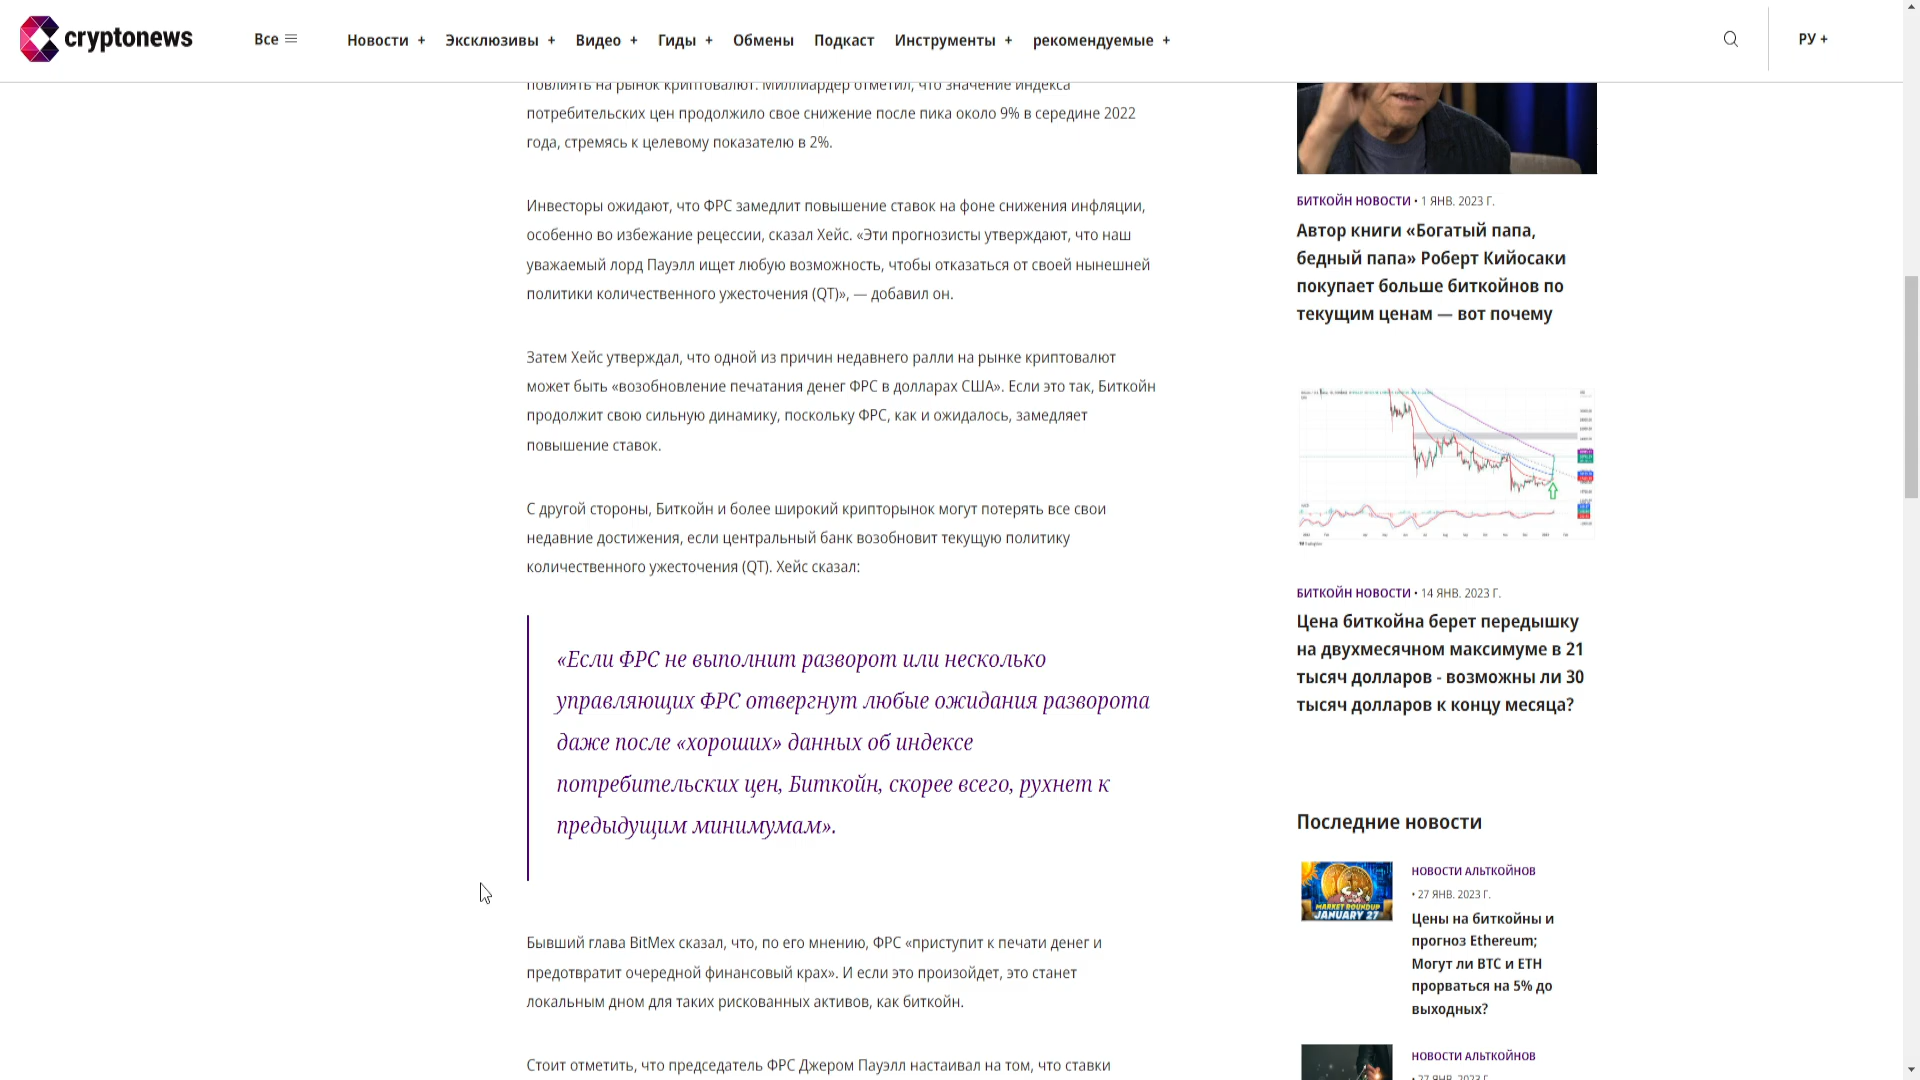 cryptonews
Все
Новости +
Эксклюзивы +
Видео +
Гиды +
Обмены
Подкаст
Инструменты +
рекомендуемые +
РУ +
повлиять на рынок криптовалют. Миллиардер отметил, что значение индекса
потребительских цен продолжило свое снижение после пика около 9% в середине 2022
года, стремясь к целевому показателю в 2%.
Инвесторы ожидают, что ФРС замедлит повышение ставок на фоне снижения инфляции,
особенно во избежание рецессии, сказал Хейс. «Эти прогнозисты утверждают, что наш
уважаемый лорд Пауэлл ищет любую возможность, чтобы отказаться от своей нынешней
политики количественного ужесточения (QT)», — добавил он.
Затем Хейс утверждал, что одной из причин недавнего ралли на рынке криптовалют
может быть «возобновление печатания денег ФРС в долларах США». Если это так, Биткойн
продолжит свою сильную динамику, поскольку ФРС, как и ожидалось, замедляет
повышение ставок.
С другой стороны, Биткойн и более широкий крипторынок могут потерять все свои
недавние достижения, если центральный банк возобновит текущую политику
количественного ужесточения (QT). Хейс сказал:
«Если ФРС не выполнит разворот или несколько
управляющих ФРС отвергнут любые ожидания разворота
даже после «хороших» данных об индексе
потребительских цен, Биткойн, скорее всего, рухнет к
предыдущим минимумам».
Бывший глава BitMex сказал, что, по его мнению, ФРС «приступит к печати денег и
предотвратит очередной финансовый крах». И если это произойдет, это станет
локальным дном для таких рискованных активов, как биткойн.
Стоит отметить, что председатель ФРС Джером Пауэлл настаивал на том, что ставки
БИТКОЙН НОВОСТИ • 1 ЯНВ. 2023 Г.
Автор книги «Богатый папа,
бедный папа» Роберт Кийосаки
покупает больше биткойнов по
текущим ценам — вот почему
БИТКОЙН НОВОСТИ • 14 ЯНВ. 2023 Г.
Цена биткойна берет передышку
на двухмесячном максимуме в 21
тысяч долларов - возможны ли 30
тысяч долларов к концу месяца?
Последние новости
MARKET ROUNDUP
JANUARY 27
НОВОСТИ АЛЬТКОЙНОВ
• 27 ЯНВ. 2023 Г.
Цены на биткойны и
прогноз Ethereum;
Могут ли BTC и ETH
прорваться на 5% до
выходных?
НОВОСТИ АЛЬТКОЙНОВ
• 27 ЯНВ. 2023 Г.